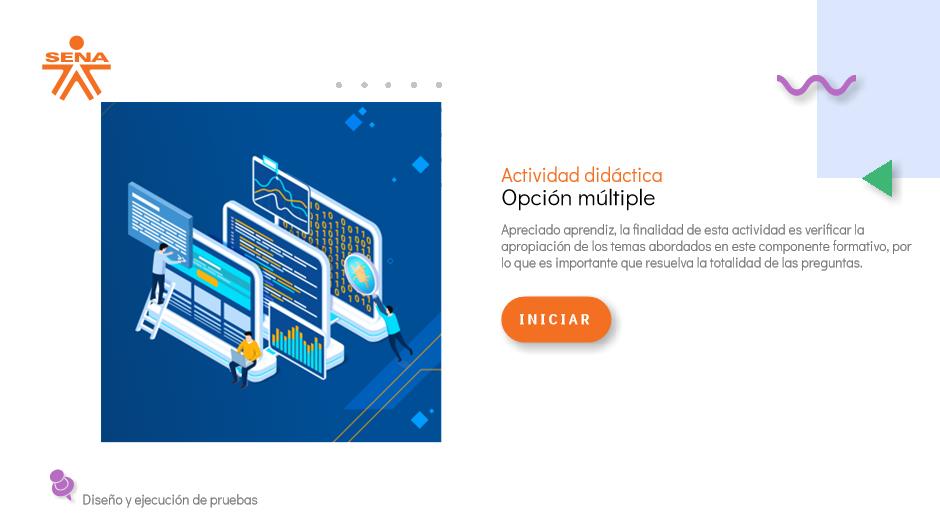 SENA
Actividad didáctica
Opción múltiple
Apreciado aprendiz, la finalidad de esta actividad es verificar la
apropiación de los temas abordados en este componente formativo, por
lo que es importante que resuelva la totalidad de las preguntas.
INICIAR
Diseño y ejecución de pruebas